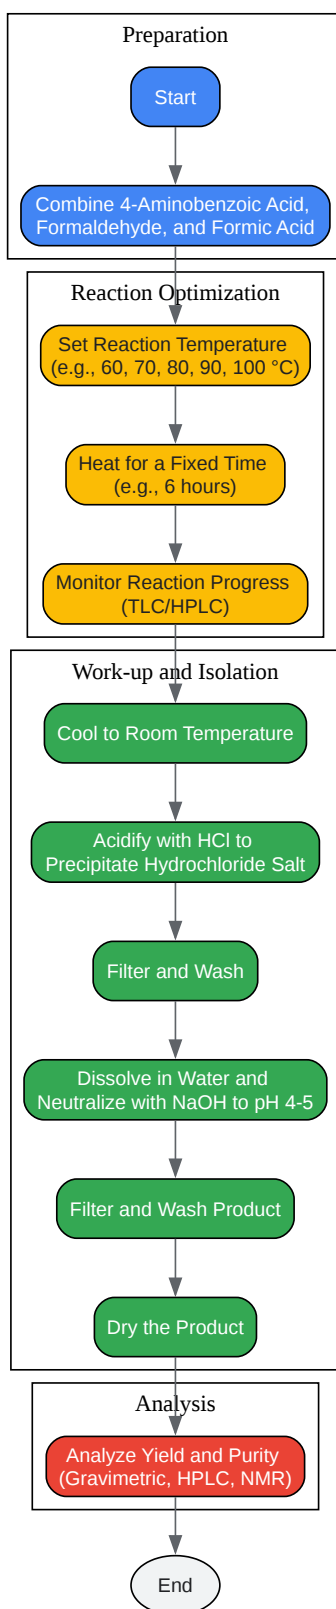 Preparation
Start
Combine 4-Aminobenzoic Acid,
Formaldehyde, and Formic Acid
Reaction Optimization
Set Reaction Temperature
(e.g., 60, 70, 80, 90, 100 °C)
Heat for a Fixed Time
(e.g., 6 hours)
Monitor Reaction Progress
(TLC/HPLC)
Work-up and Isolation
Cool to Room Temperature
Acidify with HCl to
Precipitate Hydrochloride Salt
Filter and Wash
Dissolve in Water and
Neutralize with NaOH to pH 4-5
Filter and Wash Product
Dry the Product
Analysis
Analyze Yield and Purity
(Gravimetric, HPLC, NMR)
End